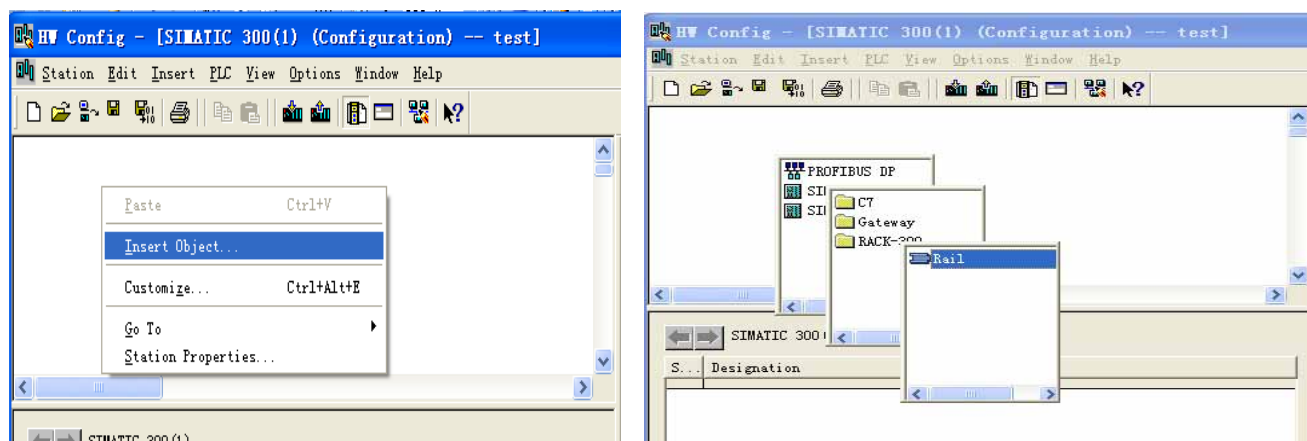 HW Config - [SIMATIC 300(1) (Configuration) -- test]
Station Edit Insert PLC View Options Window Help
Paste Ctrl+V
Insert Object...
Customize... Ctrl+Alt+E
Go To
Station Properties...
SIMATIC 300(1)
HW Config - [SIMATIC 300(1) (Configuration) -- test]
Station Edit Insert PLC View Options Window Help
PROFIBUS DP
C7
Gateway
RACK-300
Rail
SIMATIC 300
S... Designation